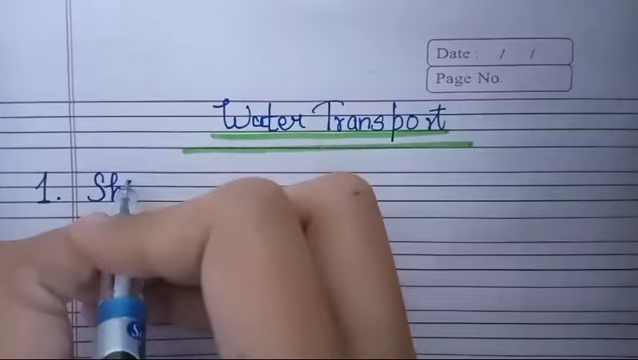 Date : / /
Page No
Water Transport
1. Sh